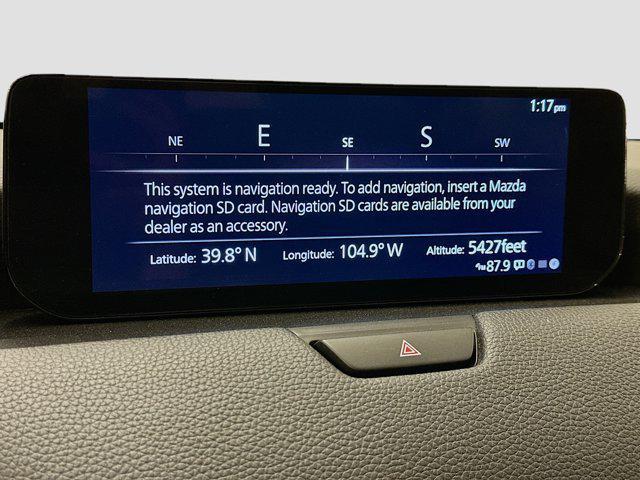 1:17pm
NE E SE S SW
This system is navigation ready. To add navigation, insert a Mazda
navigation SD card. Navigation SD cards are available from your
dealer as an accessory.
Latitude: 39.8° N Longitude: 104.9° W Altitude: 5427feet
87.9